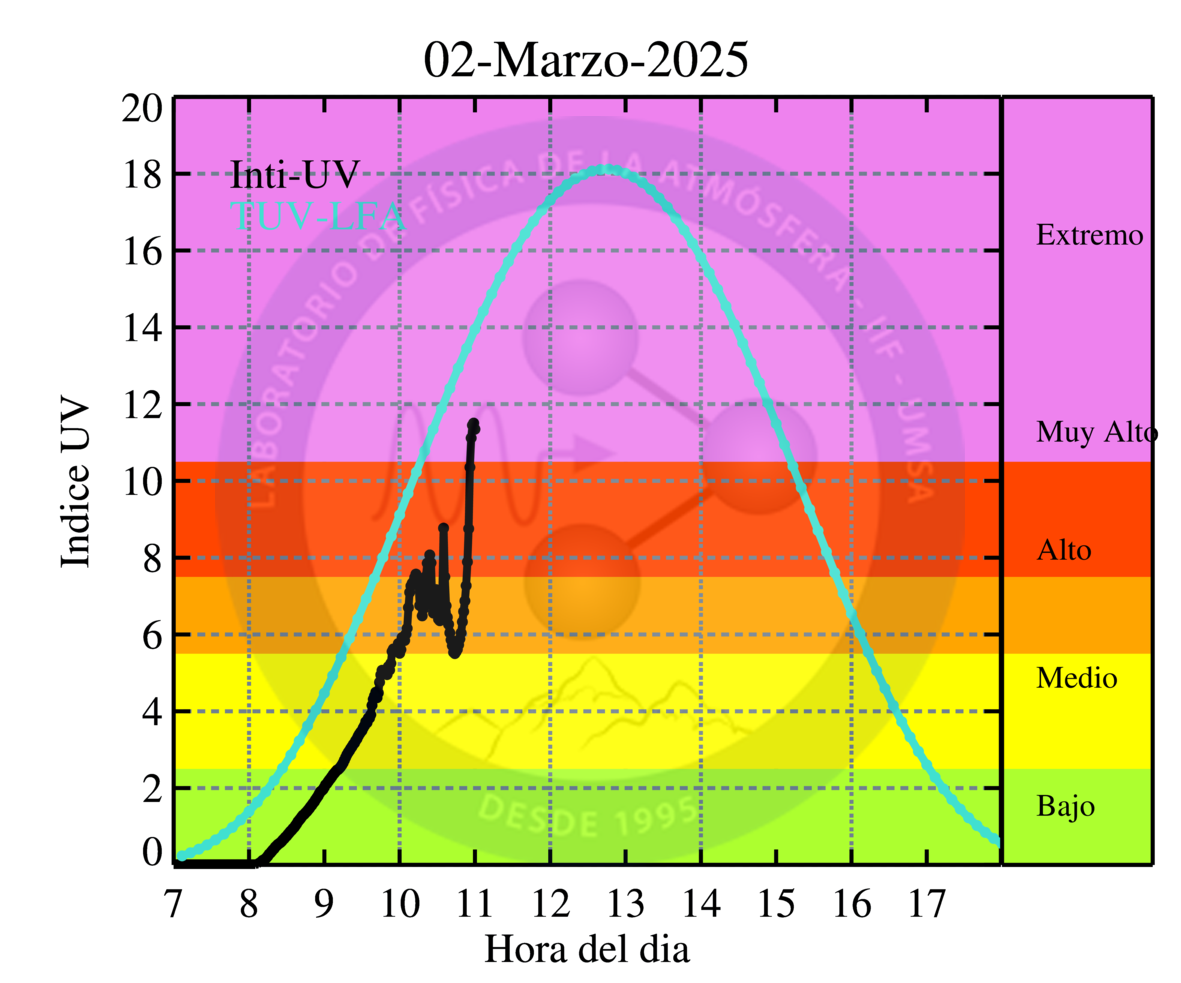 02-Marzo-2025
20
18
16
14
12
10
8
6
4
2
0
Indice UV
Inti-UV
TUV-LFA
LABORATORIO DE FÍSICA DE LA ATMÓSFERA - IIF - UMSA
DESDE 1995
Extremo
Muy Alto
Alto
Medio
Bajo
7 8 9 10 11 12 13 14 15 16 17
Hora del dia